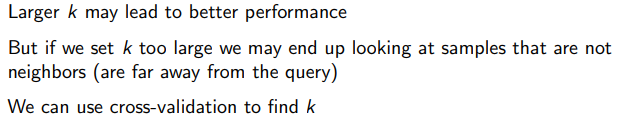 Larger k may lead to better performance
But if we set k too large we may end up looking at samples that are not
neighbors (are far away from the query)
We can use cross-validation to find k